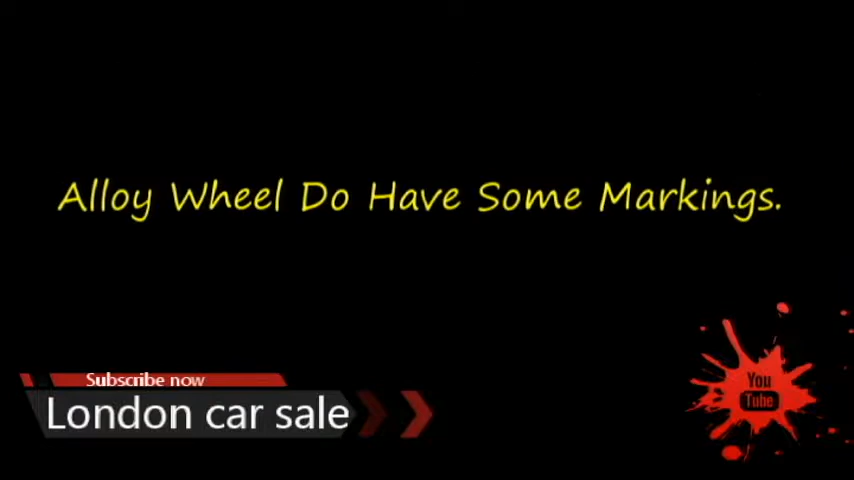 Alloy Wheel Do Have Some Markings.
Subscribe now
London car sale
You
Tube